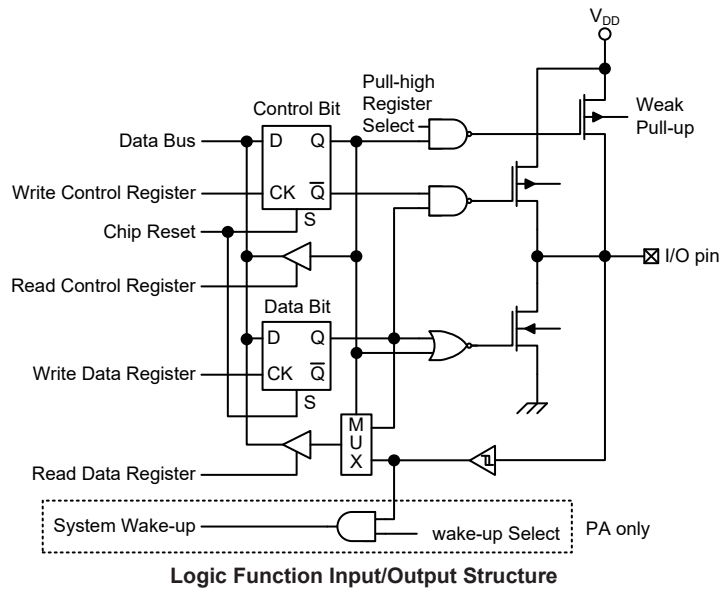 V_DD
Pull-high
Register
Select
Weak
Pull-up
Control Bit
Data Bus
D
Q
Write Control Register
CK
Q̅
S
Chip Reset
I/O pin
Read Control Register
Data Bit
D
Q
Write Data Register
CK
Q̅
S
M
U
X
Read Data Register
System Wake-up
wake-up Select
PA only
Logic Function Input/Output Structure